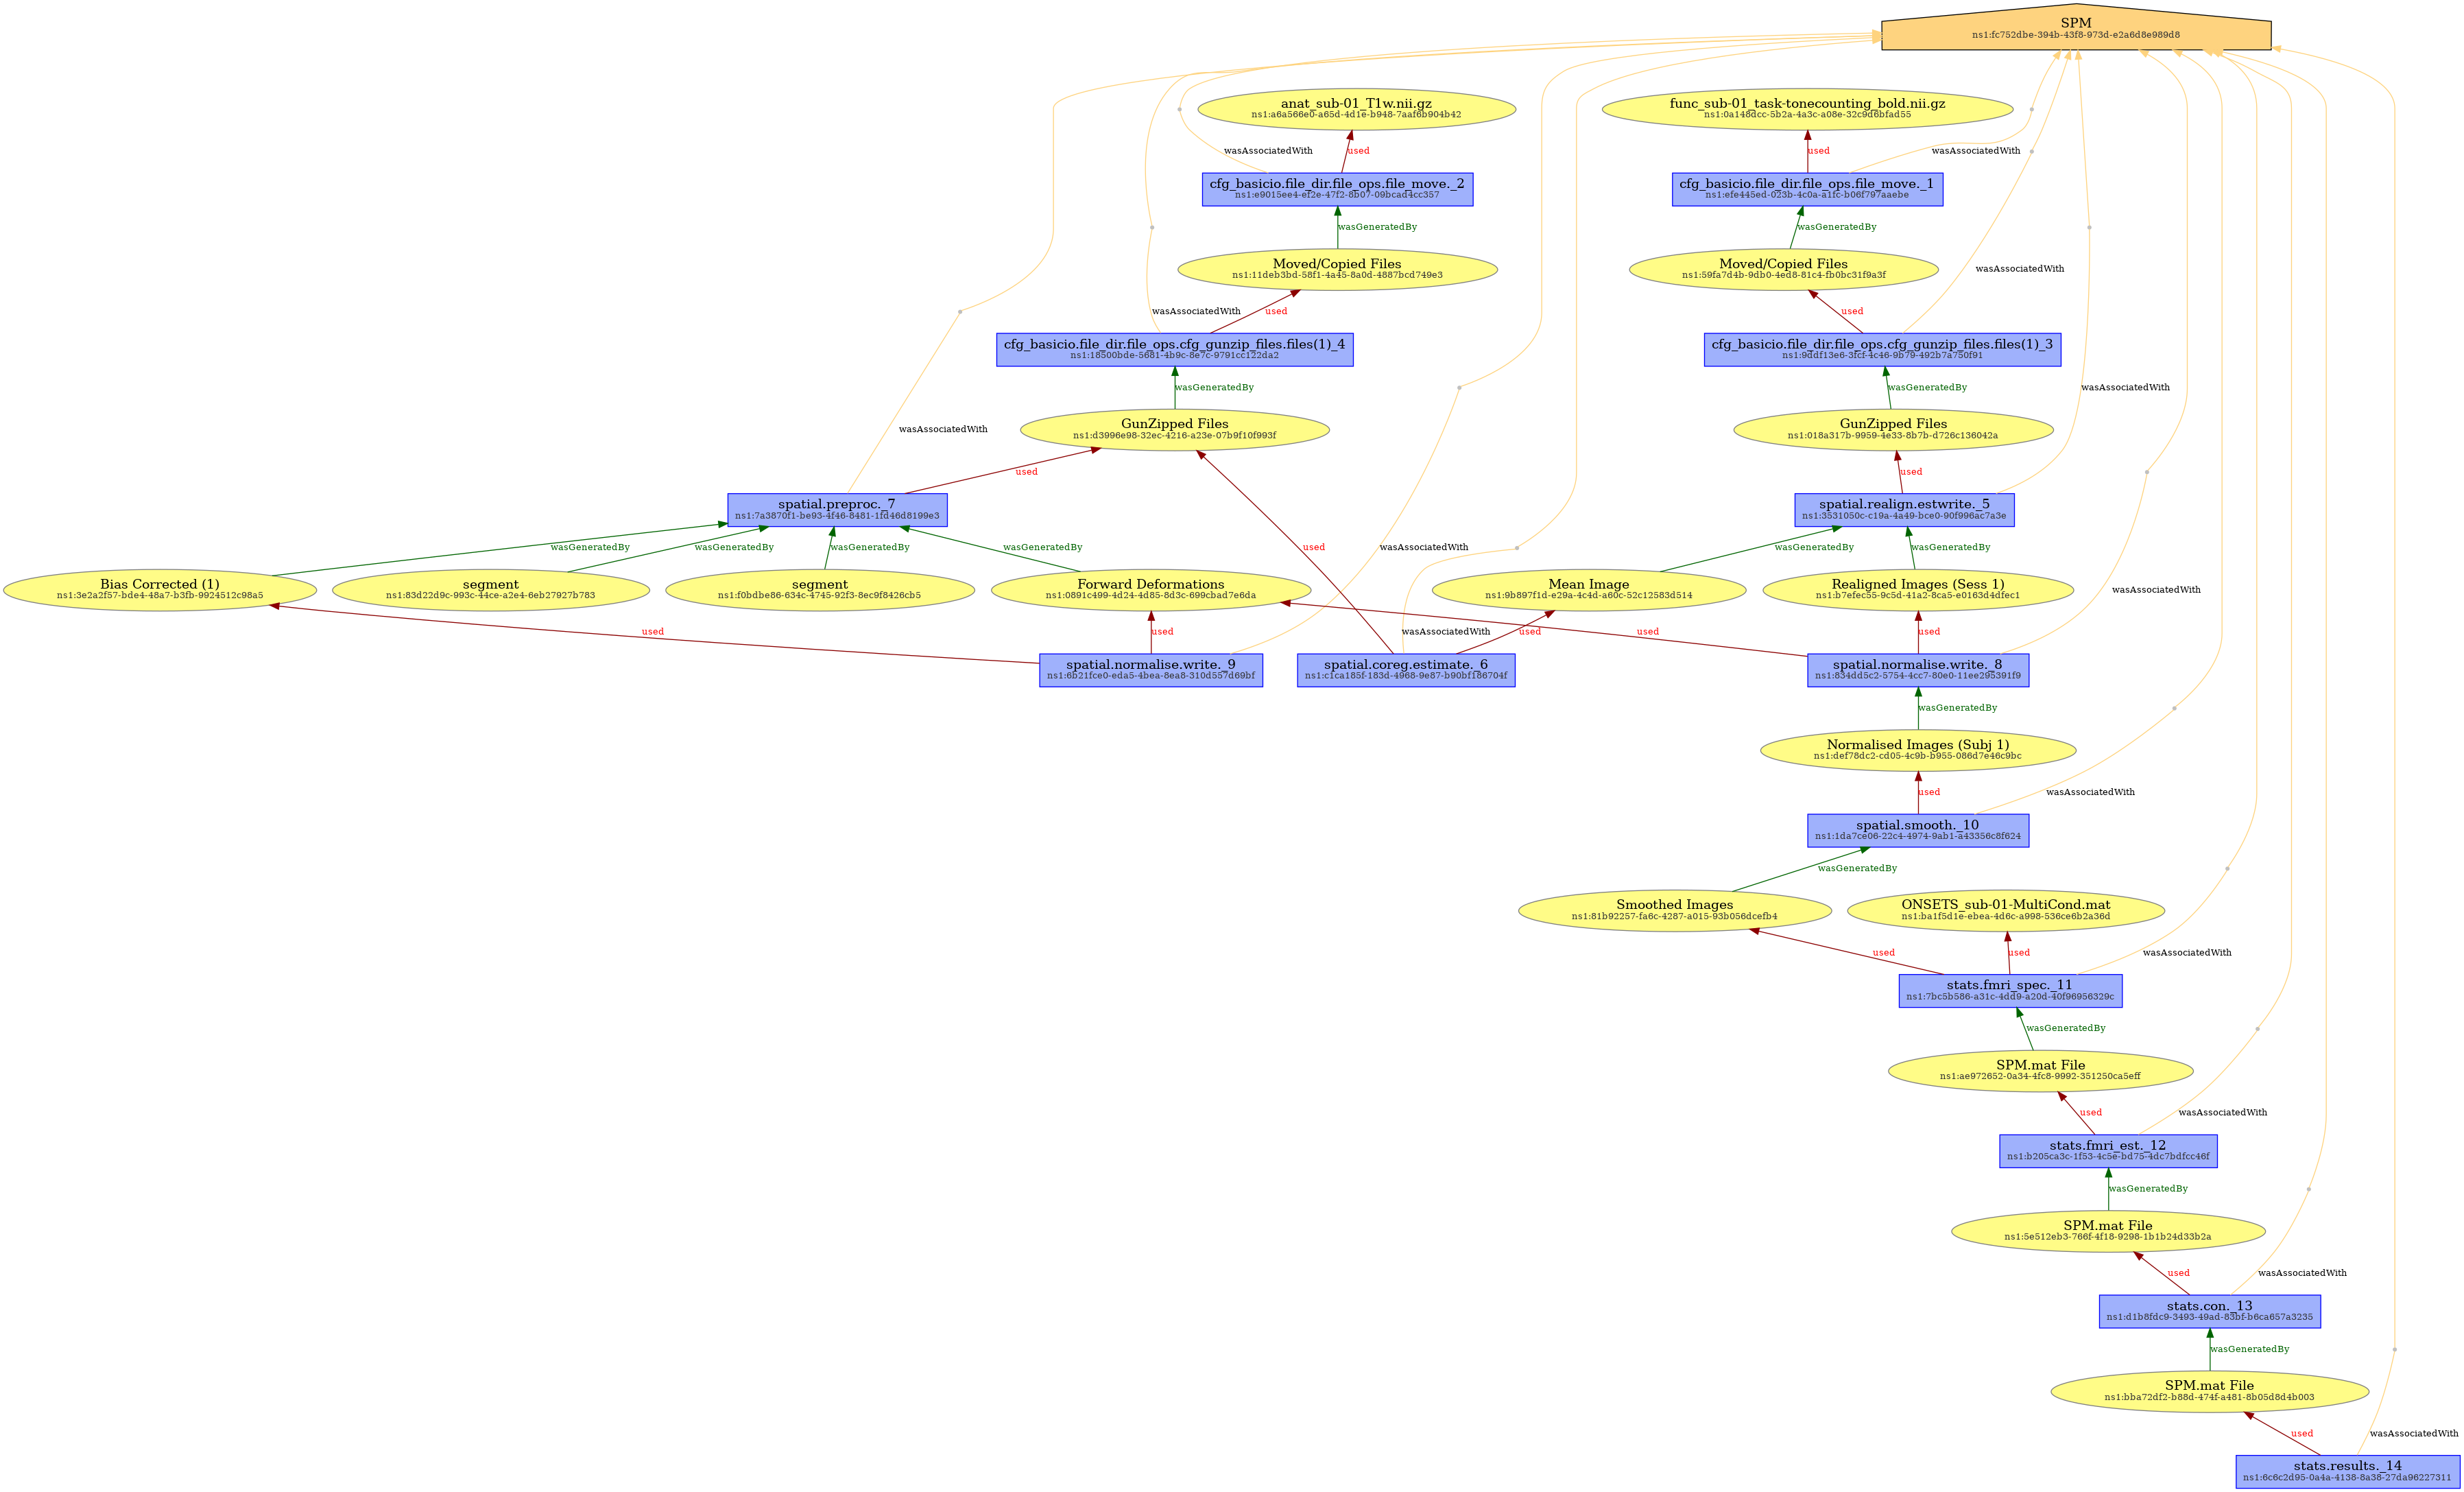 SPM
ns1:fc752dbe-394b-43f8-973d-e2a6d8e989d8
anat_sub-01_T1w.nii.gz
ns1:a6a566e0-a65d-4d1e-b948-7aaf6b904b42
func_sub-01_task-tonecounting_bold.nii.gz
ns1:0a148dcc-5b2a-4a3c-a08e-32c9d6bfad55
wasAssociatedWith
used
used
wasAssociatedWith
cfg_basicio.file_dir.file_ops.file_move._2
ns1:e9015ee4-ef2e-47f2-8b07-09bcad4cc357
cfg_basicio.file_dir.file_ops.file_move._1
ns1:efe445ed-023b-4c0a-a1fc-b06f797aaebe
wasGeneratedBy
wasGeneratedBy
Moved/Copied Files
ns1:11deb3bd-58f1-4a45-8a0d-4887bcd749e3
Moved/Copied Files
ns1:59fa7d4b-9db0-4ed8-81c4-fb0bc31f9a3f
wasAssociatedWith
wasAssociatedWith
used
used
cfg_basicio.file_dir.file_ops.cfg_gunzip_files.files(1)_4
ns1:18500bde-5681-4b9c-8e7c-9791cc122da2
cfg_basicio.file_dir.file_ops.cfg_gunzip_files.files(1)_3
ns1:9ddf13e6-3fcf-4c46-9b79-492b7a750f91
wasGeneratedBy
wasGeneratedBy
wasAssociatedWith
wasAssociatedWith
GunZipped Files
ns1:d3996e98-32ec-4216-a23e-07b9f10f993f
GunZipped Files
ns1:018a317b-9959-4e33-8b7b-d726c136042a
used
used
spatial.preproc._7
ns1:7a3870f1-be93-4f46-8481-1fd46d8199e3
spatial.realign.estwrite._5
ns1:3531050c-c19a-4a49-bce0-90f996ac7a3e
wasGeneratedBy
wasGeneratedBy
wasGeneratedBy
wasGeneratedBy
used
wasAssociatedWith
wasGeneratedBy
wasGeneratedBy
Bias Corrected (1)
ns1:3e2a2f57-bde4-48a7-b3fb-9924512c98a5
segment
ns1:83d22d9c-993c-44ce-a2e4-6eb27927b783
segment
ns1:f0bdbe86-634c-4745-92f3-8ec9f8426cb5
Forward Deformations
ns1:0891c499-4d24-4d85-8d3c-699cbad7e6da
Mean Image
ns1:9b897f1d-e29a-4c4d-a60c-52c12583d514
Realigned Images (Sess 1)
ns1:b7efec55-9c5d-41a2-8ca5-e0163d4dfec1
wasAssociatedWith
used
used
wasAssociatedWith
used
used
used
spatial.normalise.write._9
ns1:6b21fce0-eda5-4bea-8ea8-310d557d69bf
spatial.coreg.estimate._6
ns1:c1ca185f-183d-4968-9e87-b90bf186704f
spatial.normalise.write._8
ns1:834dd5c2-5754-4cc7-80e0-11ee295391f9
wasGeneratedBy
Normalised Images (Subj 1)
ns1:def78dc2-cd05-4c9b-b955-086d7e46c9bc
used
wasAssociatedWith
spatial.smooth._10
ns1:1da7ce06-22c4-4974-9ab1-a43356c8f624
wasGeneratedBy
Smoothed Images
ns1:81b92257-fa6c-4287-a015-93b056dcefb4
ONSETS_sub-01-MultiCond.mat
ns1:ba1f5d1e-ebea-4d6c-a998-536ce6b2a36d
used
used
wasAssociatedWith
stats.fmri_spec._11
ns1:7bc5b586-a31c-4dd9-a20d-40f96956329c
wasGeneratedBy
SPM.mat File
ns1:ae972652-0a34-4fc8-9992-351250ca5eff
used
wasAssociatedWith
stats.fmri_est._12
ns1:b205ca3c-1f53-4c5e-bd75-4dc7bdfcc46f
wasGeneratedBy
SPM.mat File
ns1:5e512eb3-766f-4f18-9298-1b1b24d33b2a
used
wasAssociatedWith
stats.con._13
ns1:d1b8fdc9-3493-49ad-83bf-b6ca657a3235
wasGeneratedBy
SPM.mat File
ns1:bba72df2-b88d-474f-a481-8b05d8d4b003
used
wasAssociatedWith
stats.results._14
ns1:6c6c2d95-0a4a-4138-8a38-27da96227311